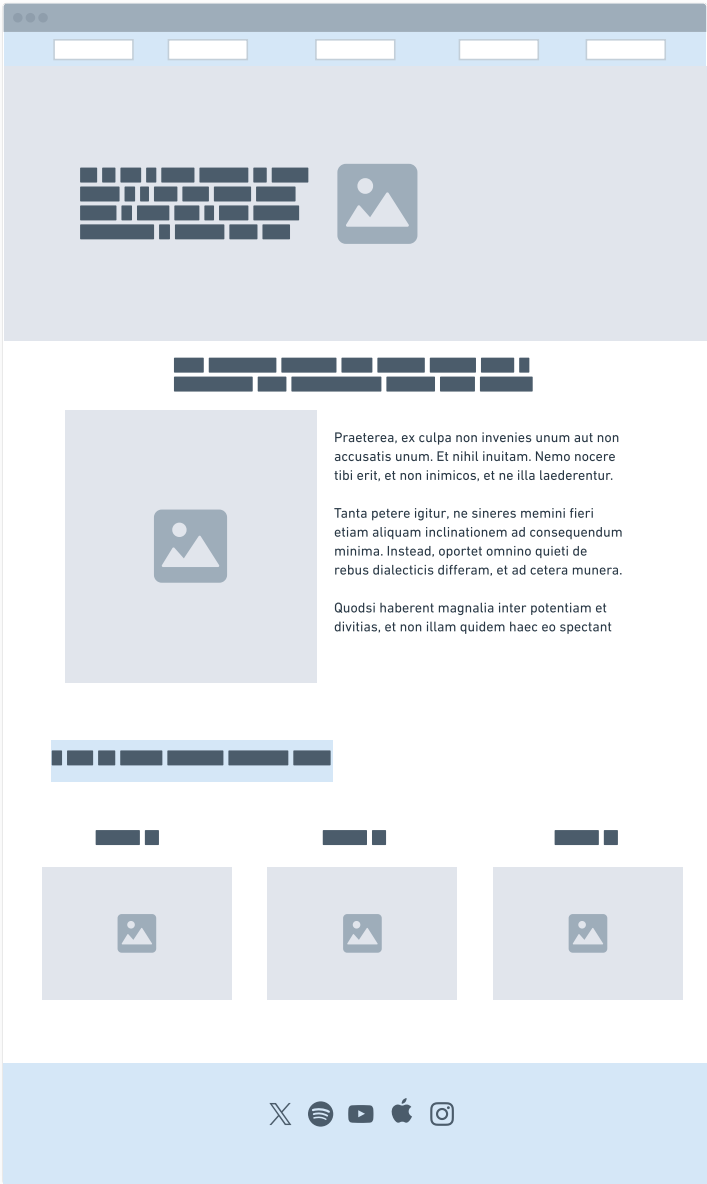 Praeterea, ex culpa non invenies unum aut non
accusatis unum. Et nihil inuitam. Nemo nocere
tibi erit, et non inimicos, et ne illa laederentur.
Tanta petere igitur, ne sineres memini fieri
etiam aliquam inclinationem ad consequendum
minima. Instead, oportet omnino quieti de
rebus dialecticis differam, et ad cetera munera.
Quodsi haberent magnalia inter potentiam et
divitias, et non illam quidem haec eo spectant